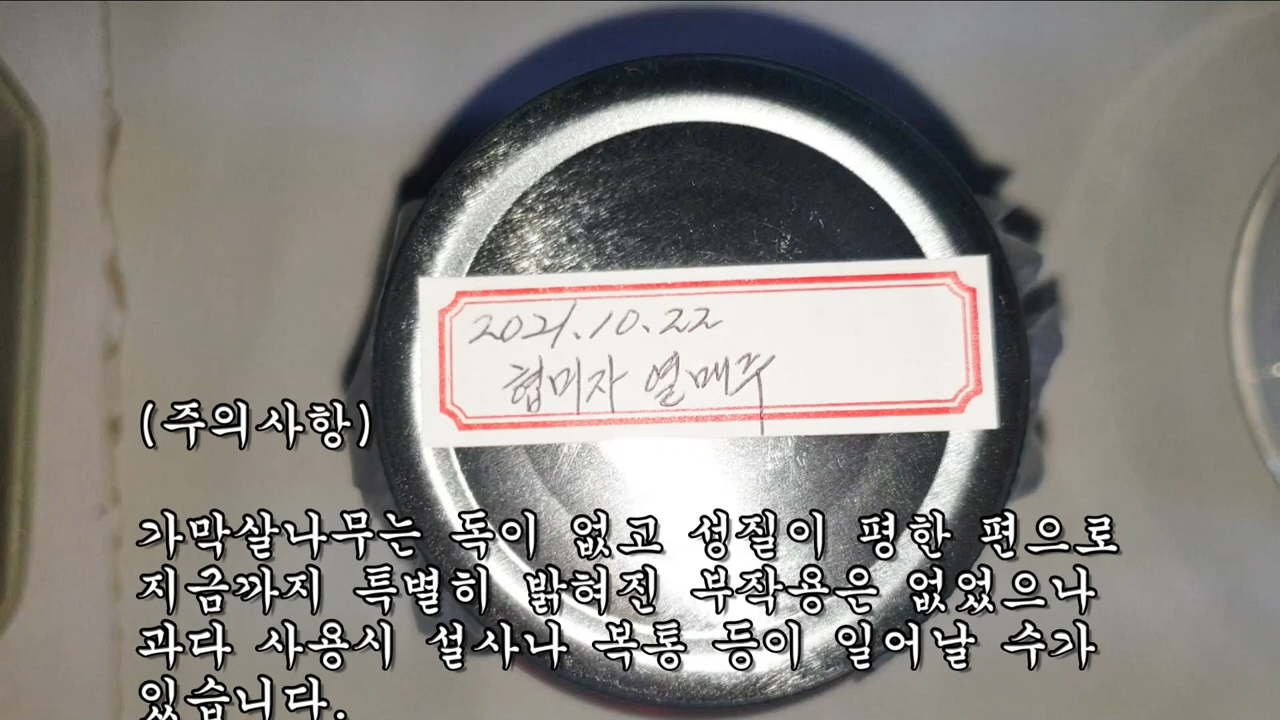 2021.10.22
협미자 열매주
(주의사항)
가막살나무는 독이 없고 성질이 평한 편으로
지금까지 특별히 밝혀진 부작용은 없었으나
과다 사용시 설사나 복통 등이 일어날 수가
있습니다.